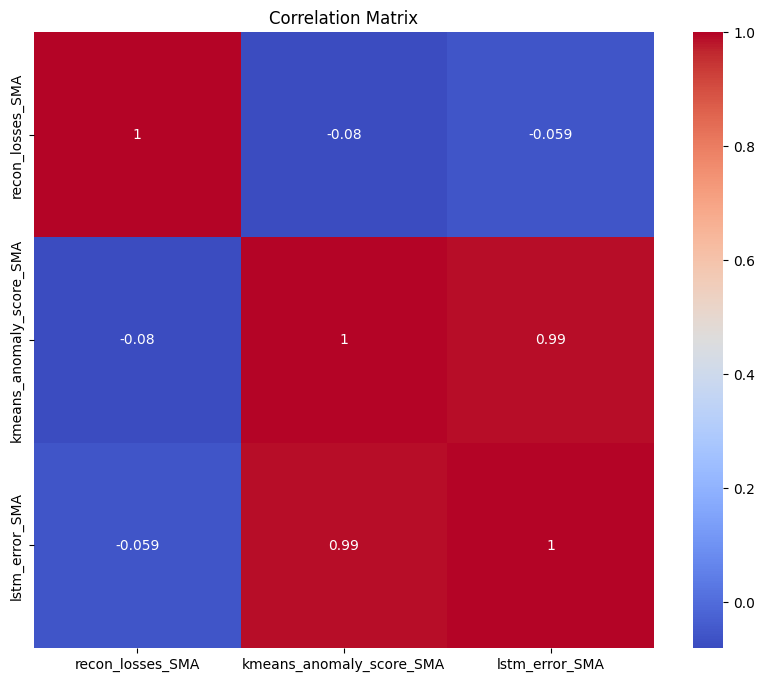 Correlation Matrix
recon_losses_SMA
1
-0.08
-0.059
kmeans_anomaly_score_SMA
-0.08
1
0.99
lstm_error_SMA
-0.059
0.99
1
recon_losses_SMA
kmeans_anomaly_score_SMA
lstm_error_SMA
1.0
0.8
0.6
0.4
0.2
0.0